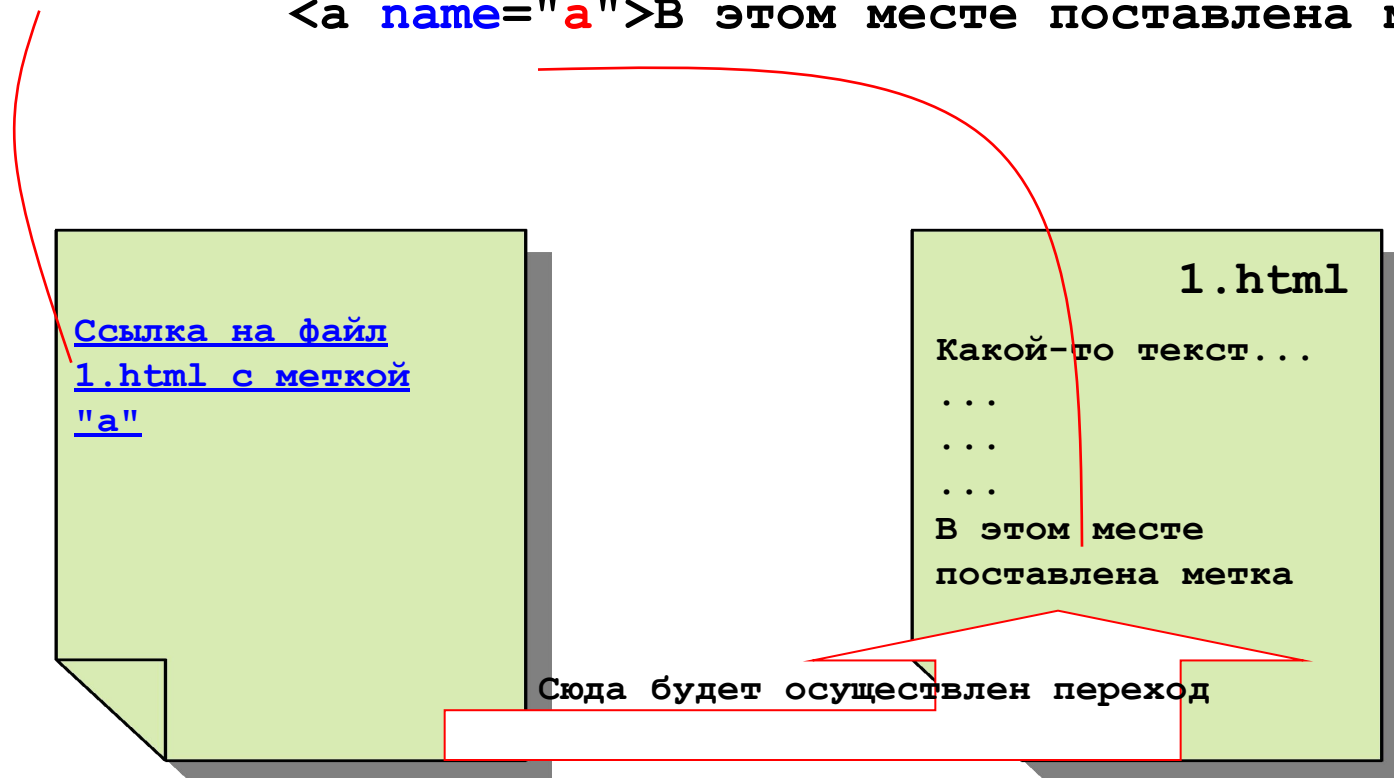 <a name="a">В этом месте поставлена
Ссылка на файл
1.html с меткой
"a"
1.html
Какой-то текст...
...
...
...
В этом месте
поставлена метка
Сюда будет осуществлен переход